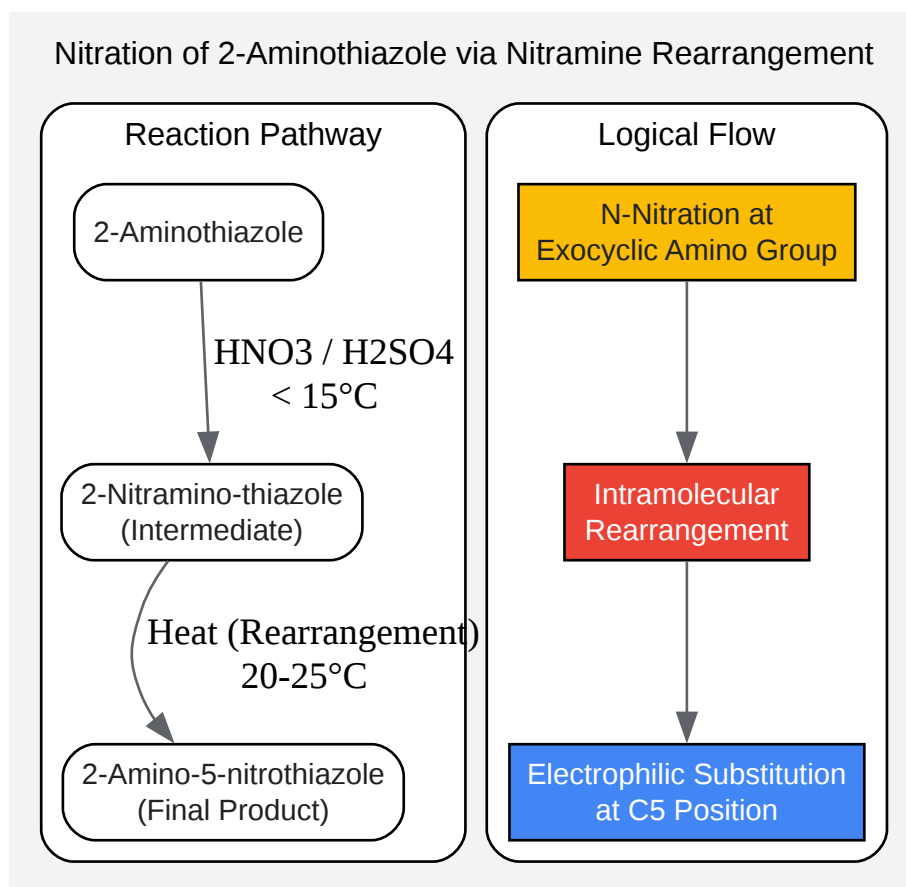 Nitration of 2-Aminothiazole via Nitramine Rearrangement
Reaction Pathway
2-Aminothiazole
HNO3 / H2SO4
< 15°C
2-Nitramino-thiazole
(Intermediate)
Heat (Rearrangement)
20-25°C
2-Amino-5-nitrothiazole
(Final Product)
Logical Flow
N-Nitration at
Exocyclic Amino Group
Intramolecular
Rearrangement
Electrophilic Substitution
at C5 Position